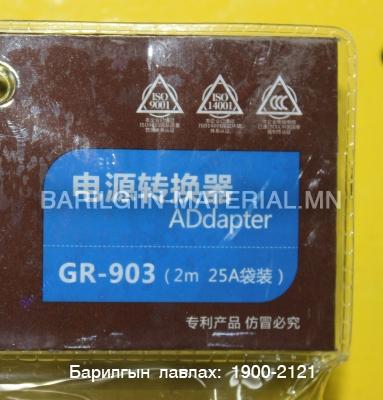 ISO
9001
ISO
14001
CCC
电源转换器
BARILGIIN-MATERIAL.MN
ADdapter
GR-903 ( 2m 25A袋装 )
专利产品 仿冒必究
Барилгын лавлах: 1900-2121